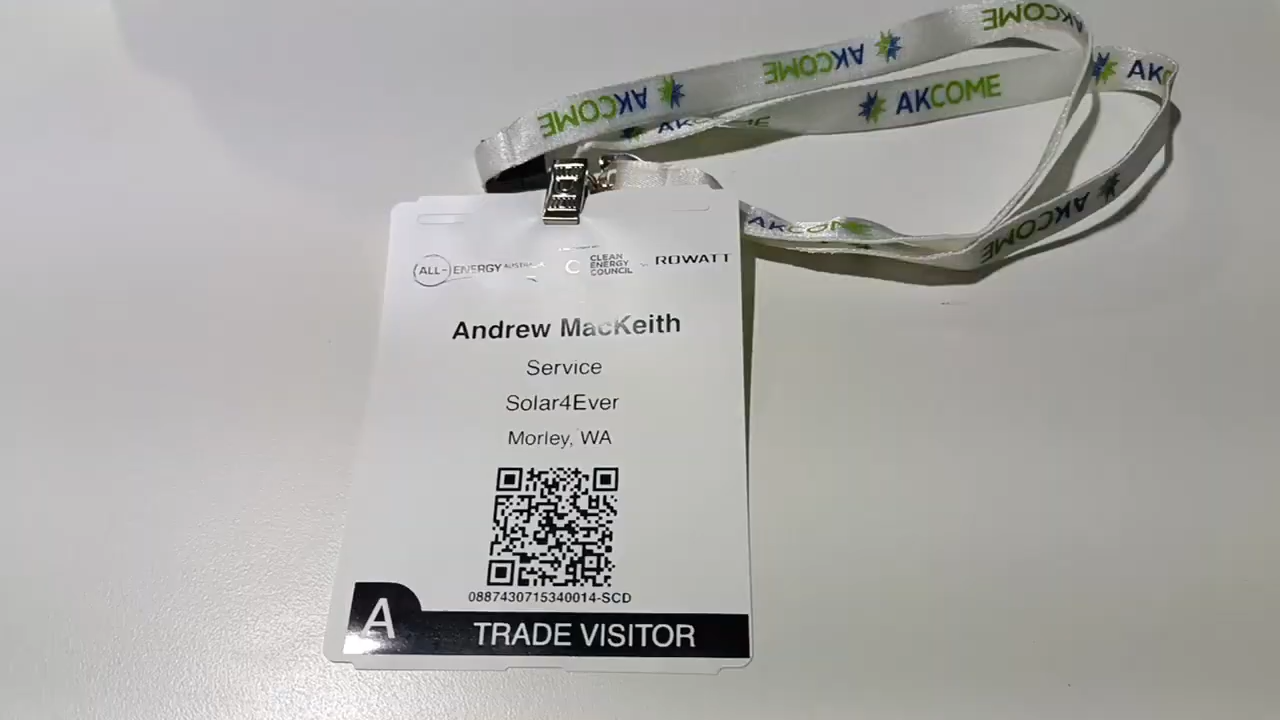 AKCOME
AKCOME
AKCOME
AKCOME
AK
AKCOME
ALL-ENERGY AUSTRALIA
CLEAN
ENERGY
COUNCIL
ROWATT
Andrew MacKeith
Service
Solar4Ever
Morley, WA
0887430715340014-SCD
A
TRADE VISITOR